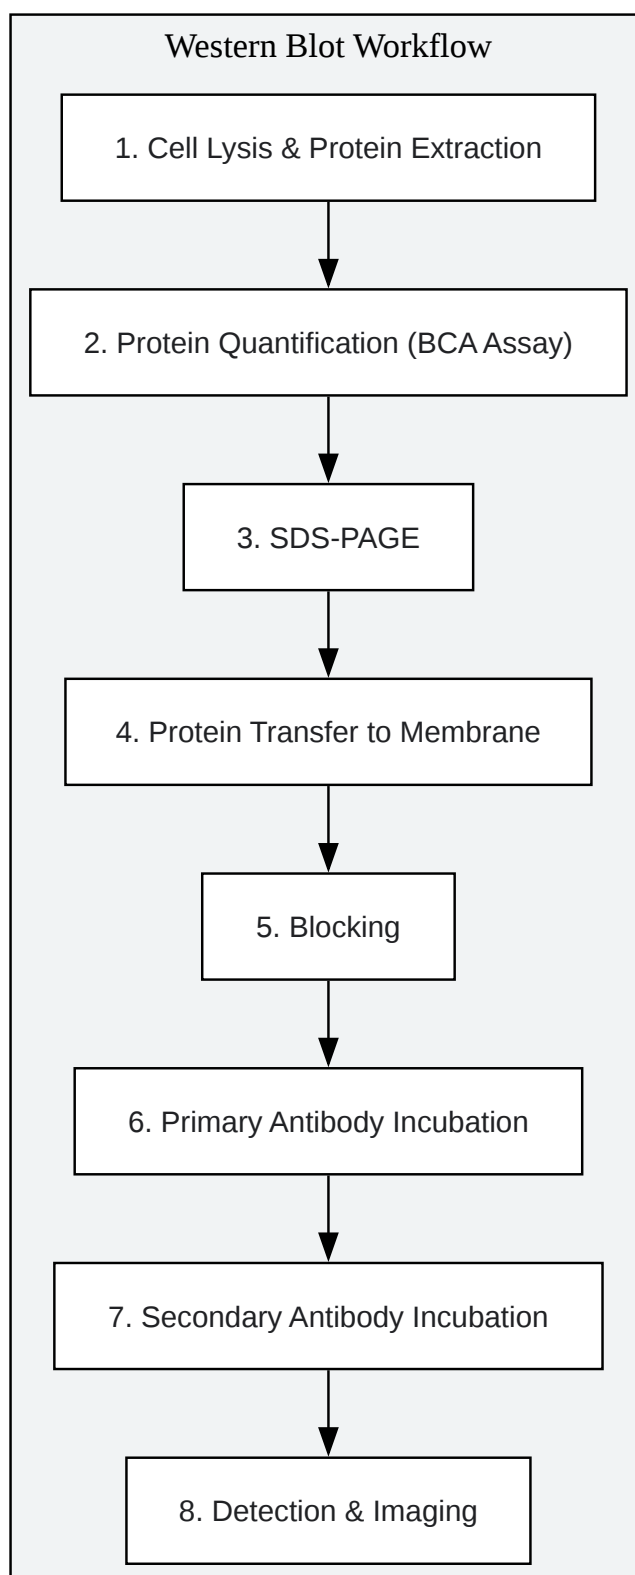 Western Blot Workflow
1. Cell Lysis & Protein Extraction
2. Protein Quantification (BCA Assay)
3. SDS-PAGE
4. Protein Transfer to Membrane
5. Blocking
6. Primary Antibody Incubation
7. Secondary Antibody Incubation
8. Detection & Imaging